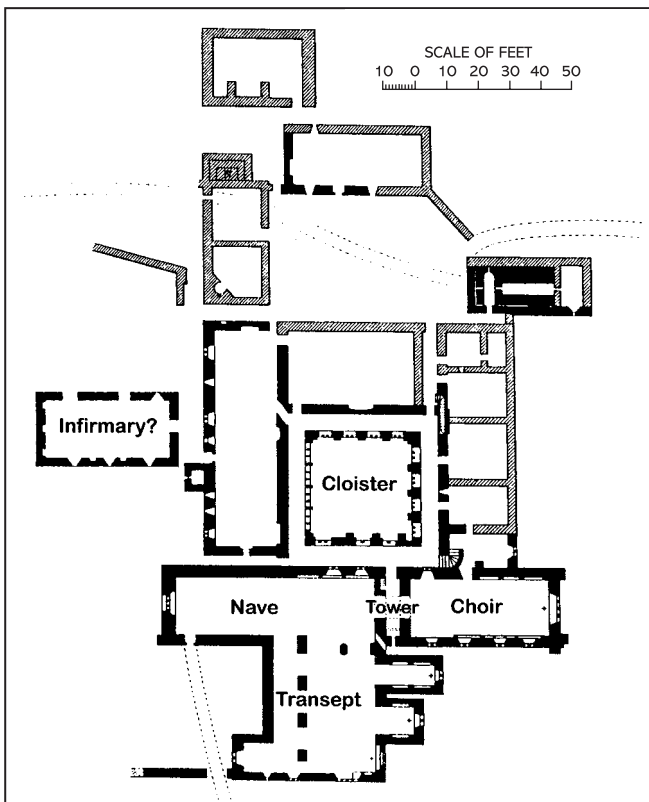 SCALE OF FEET
10 0 10 20 30 40 50
Infirmary?
Cloister
Nave
Tower
Choir
Transept